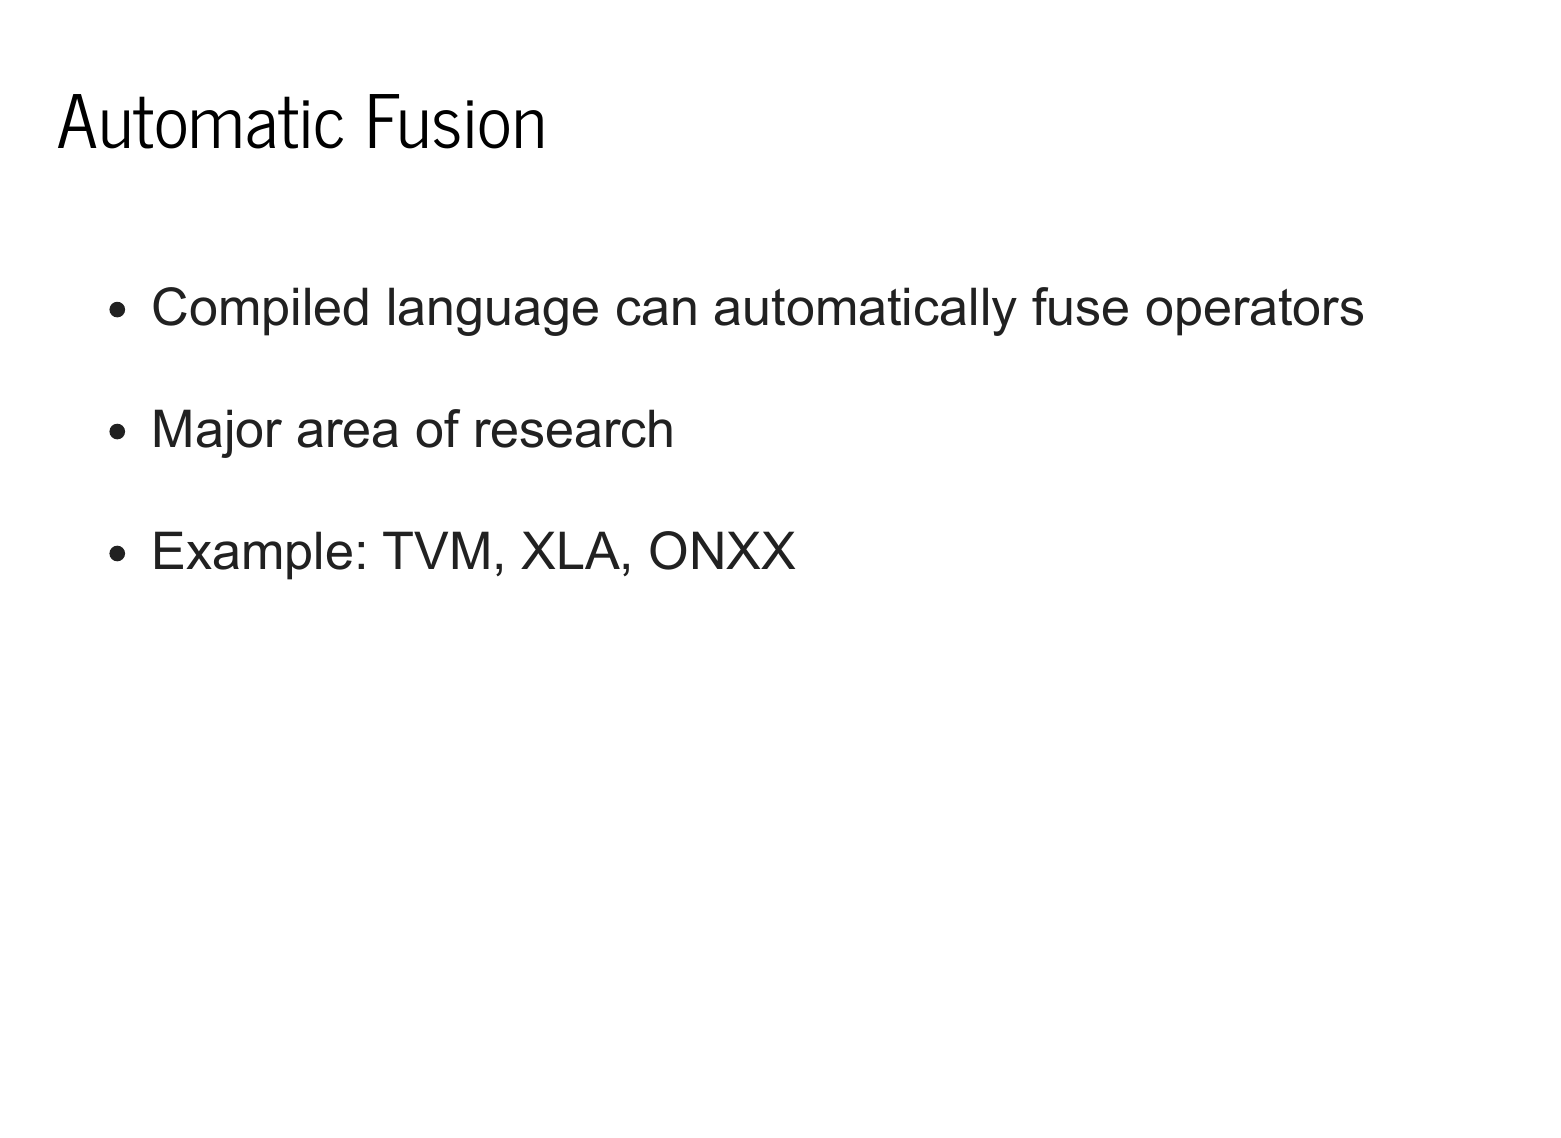 Automatic Fusion
• Compiled language can automatically fuse operators
• Major area of research
• Example: TVM, XLA, ONXX